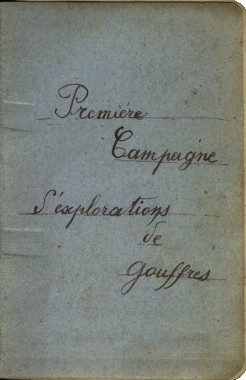 Première
Campagne
d'explorations
de
gouffres